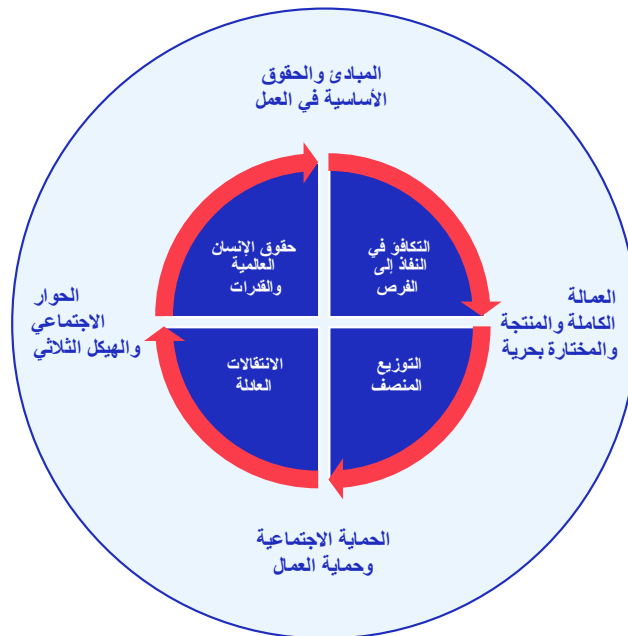 المبادئ والحقوق
الأساسية في العمل
التكافؤ في
النفاذ إلى
الفرص
حقوق الإنسان
العالمية
والقدرات
العمالة
الكاملة والمنتجة
والمختارة بحرية
الحوار
الاجتماعي
والهيكل الثلاثي
التوزيع
المنصف
الانتقالات
العادلة
الحماية الاجتماعية
وحماية العمال